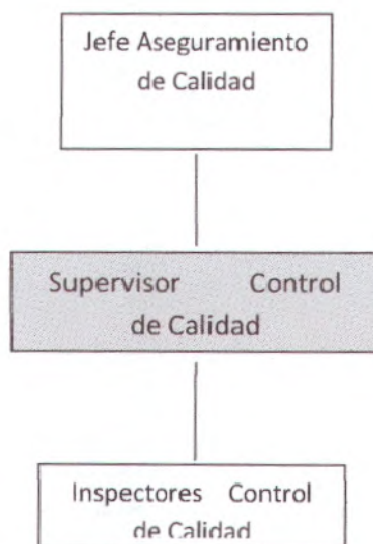 Jefe Aseguramiento
de Calidad
Supervisor Control
de Calidad
Inspectores Control
de Calidad